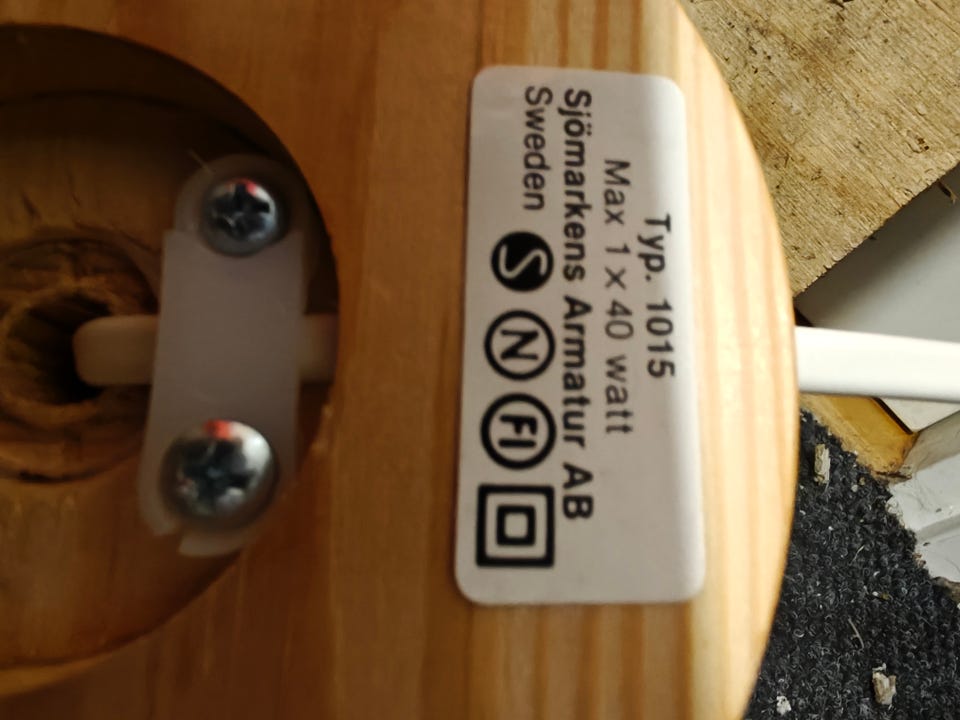 Typ. 1015
Max 1 x 40 watt
Sjömarkens Armatur AB
Sweden S N FI